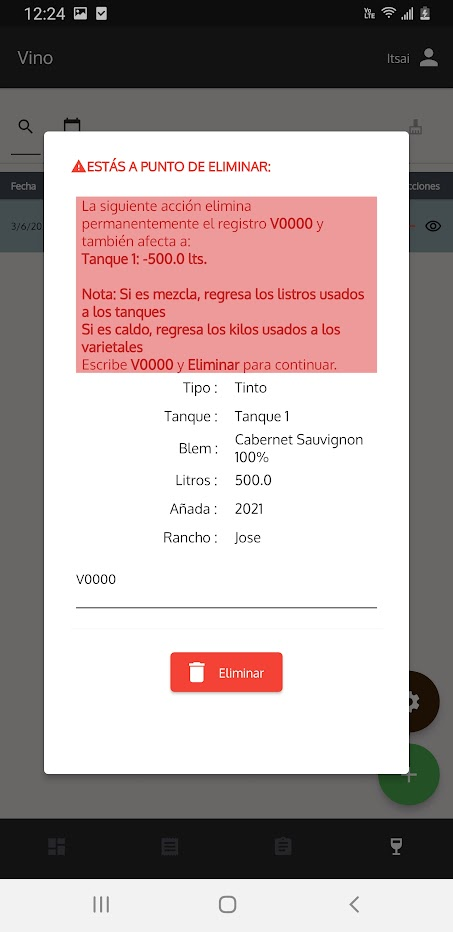 12:24
Vo
LTE
Vino
Itsai
Fecha
cciones
3/6/20
ESTÁS A PUNTO DE ELIMINAR:
La siguiente acción elimina
permanentemente el registro V0000 y
también afecta a:
Tanque 1: -500.0 lts.
Nota: Si es mezcla, regresa los listros usados
a los tanques
Si es caldo, regresa los kilos usados a los
varietales
Escribe V0000 y Eliminar para continuar.
Tipo : Tinto
Tanque : Tanque 1
Blem : Cabernet Sauvignon
100%
Litros : 500.0
Añada : 2021
Rancho : Jose
V0000
Eliminar